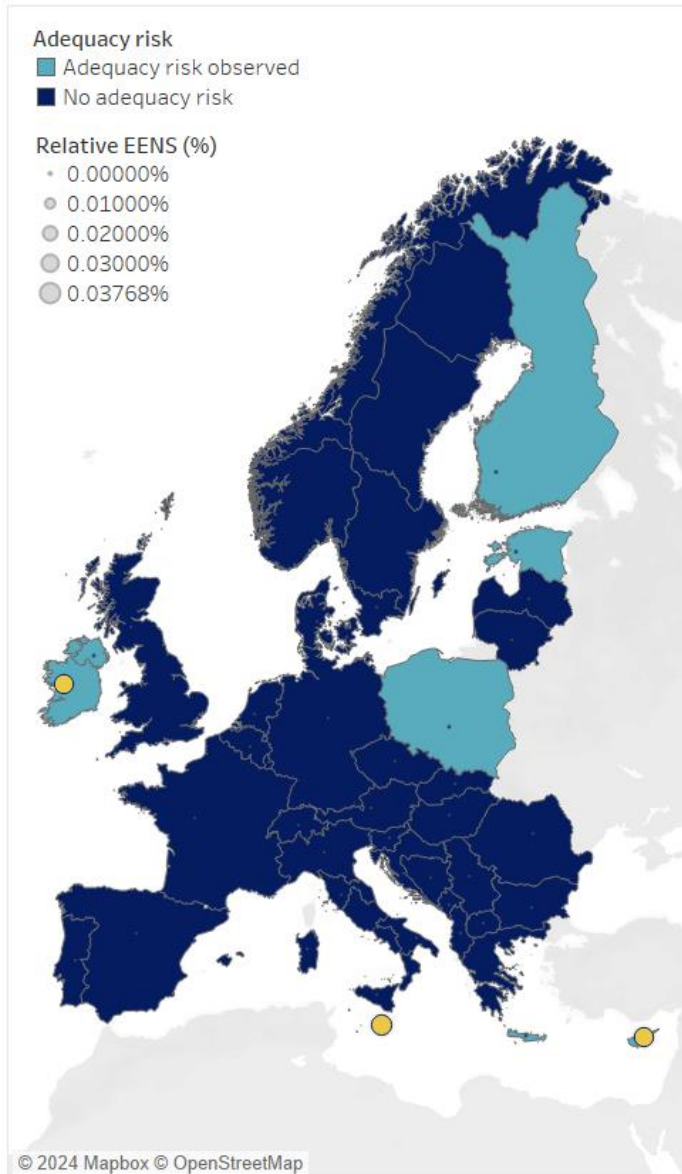 Adequacy risk
Adequacy risk observed
No adequacy risk
Relative EENS (%)
0.00000%
0.01000%
0.02000%
0.03000%
0.03768%
© 2024 Mapbox © OpenStreetMap